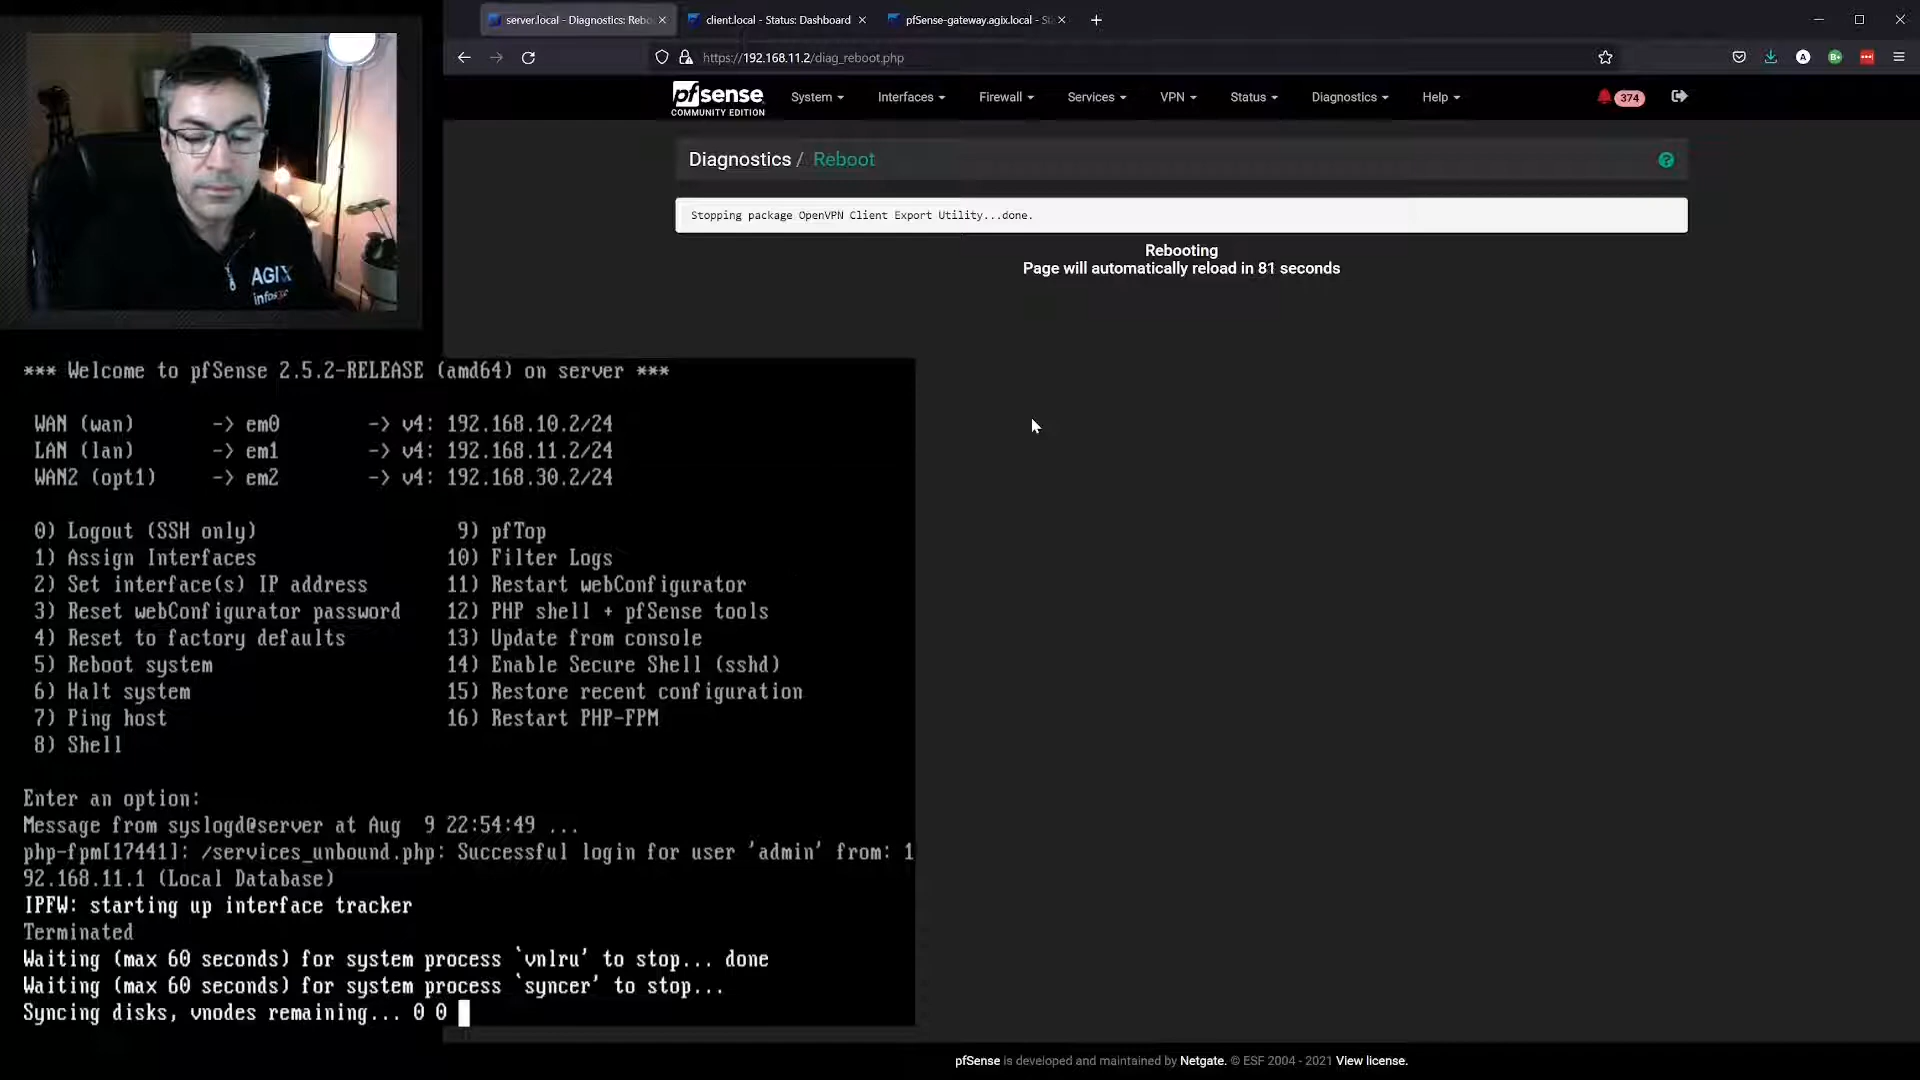 server.local - Diagnostics: Rebo
client.local - Status: Dashboard
pfSense-gateway.agix.local - S
https://192.168.11.2/diag_reboot.php
pfsense
COMMUNITY EDITION
System
Interfaces
Firewall
Services
VPN
Status
Diagnostics
Help
374
Diagnostics / Reboot
Stopping package OpenVPN Client Export Utility...done.
Rebooting
Page will automatically reload in 81 seconds
AGIX
*** Welcome to pfSense 2.5.2-RELEASE (amd64) on server ***
WAN (wan) -> em0 -> v4: 192.168.10.2/24
LAN (lan) -> em1 -> v4: 192.168.11.2/24
WAN2 (opt1) -> em2 -> v4: 192.168.30.2/24
0) Logout (SSH only) 9) pfTop
1) Assign Interfaces 10) Filter Logs
2) Set interface(s) IP address 11) Restart webConfigurator
3) Reset webConfigurator password 12) PHP shell + pfSense tools
4) Reset to factory defaults 13) Update from console
5) Reboot system 14) Enable Secure Shell (sshd)
6) Halt system 15) Restore recent configuration
7) Ping host 16) Restart PHP-FPM
8) Shell
Enter an option:
Message from syslogd@server at Aug 9 22:54:49 ...
php-fpm[17441]: /services_unbound.php: Successful login for user 'admin' from: 1
92.168.11.1 (Local Database)
IPFW: starting up interface tracker
Terminated
Waiting (max 60 seconds) for system process `vnlru' to stop... done
Waiting (max 60 seconds) for system process `syncer' to stop...
Syncing disks, vnodes remaining... 0 0
pfSense is developed and maintained by Netgate. © ESF 2004 - 2021 View license.